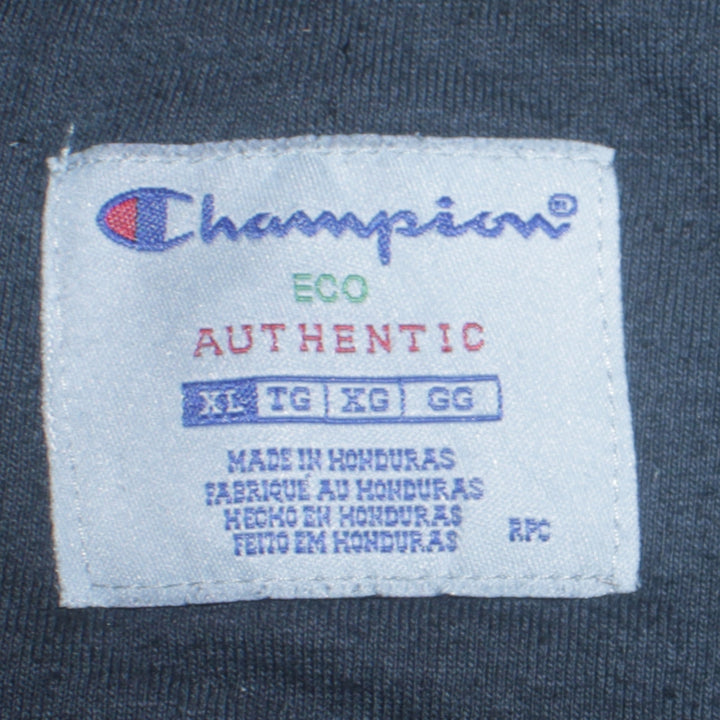 Champion®
ECO
AUTHENTIC
XL TG XG GG
MADE IN HONDURAS
FABRIQUÉ AU HONDURAS
HECHO EN HONDURAS
FEITO EM HONDURAS
RPC